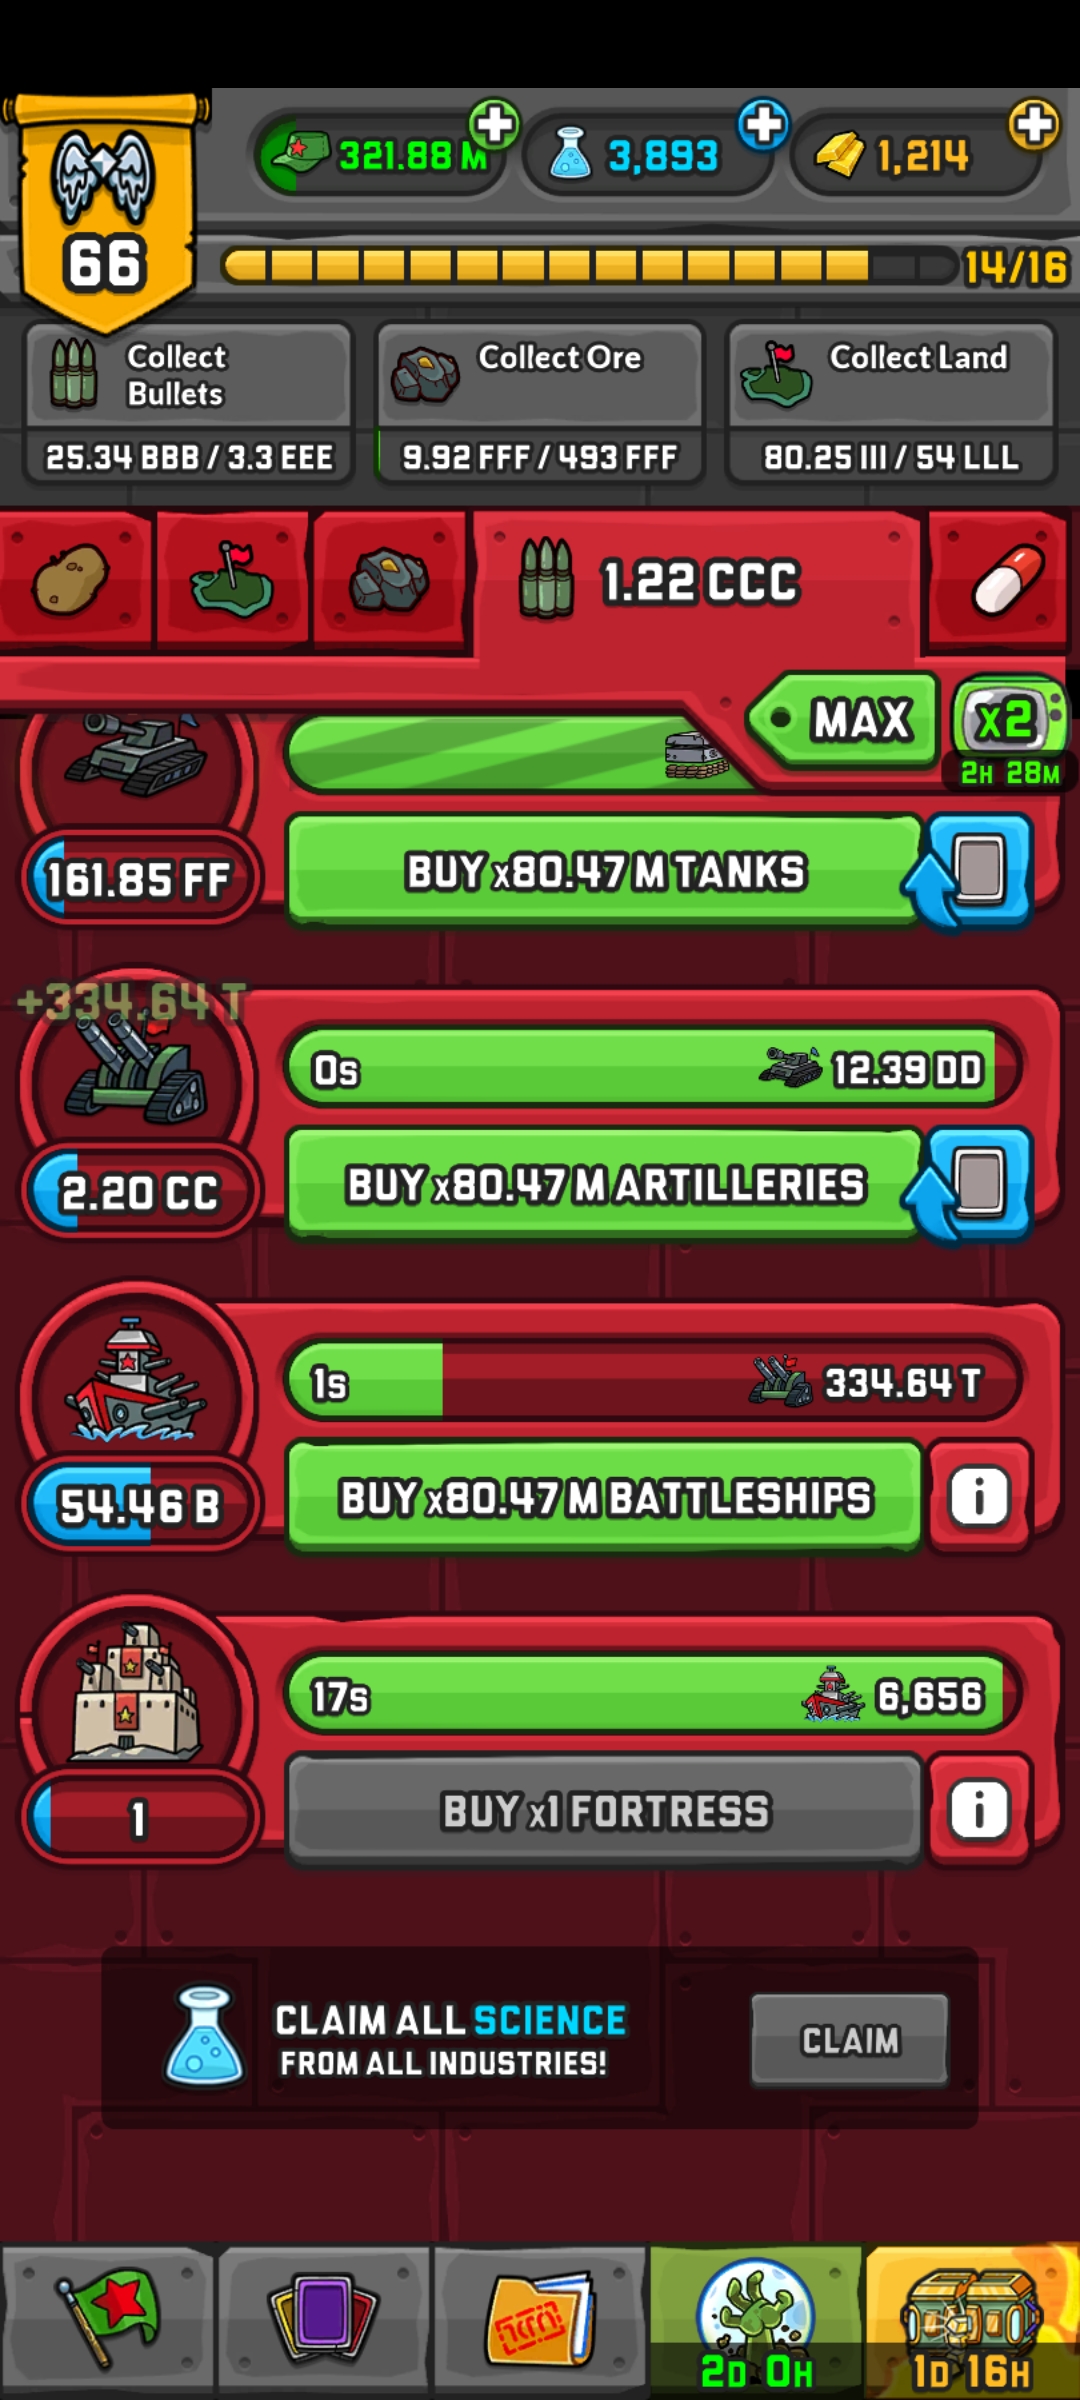 321.88 M
3,893
1,214
66
14/16
Collect
Bullets
Collect Ore
Collect Land
25.34 BBB / 3.3 EEE
9.92 FFF / 493 FFF
80.25 III / 54 LLL
1.22 CCC
MAX
x2
2H 28M
161.85 FF
BUY x80.47 M TANKS
+334.64 T
0s
12.39 DD
2.20 CC
BUY x80.47 M ARTILLERIES
1s
334.64 T
54.46 B
BUY x80.47 M BATTLESHIPS
i
17s
6,656
1
BUY x1 FORTRESS
i
CLAIM ALL SCIENCE
FROM ALL INDUSTRIES!
CLAIM
2D 0H
1D 16H